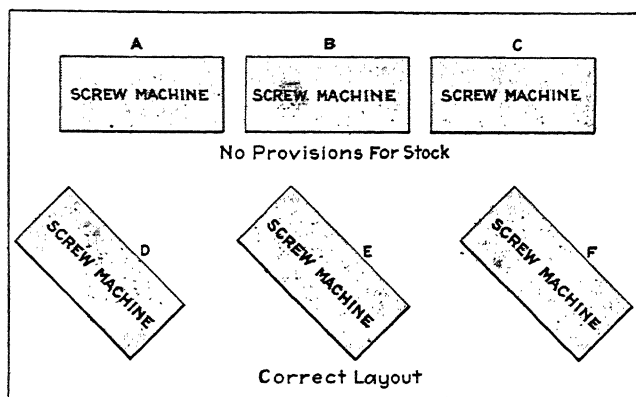 A B C
SCREW MACHINE SCREW MACHINE SCREW MACHINE
No Provisions For Stock
SCREW MACHINE D SCREW MACHINE E SCREW MACHINE F
Correct Layout